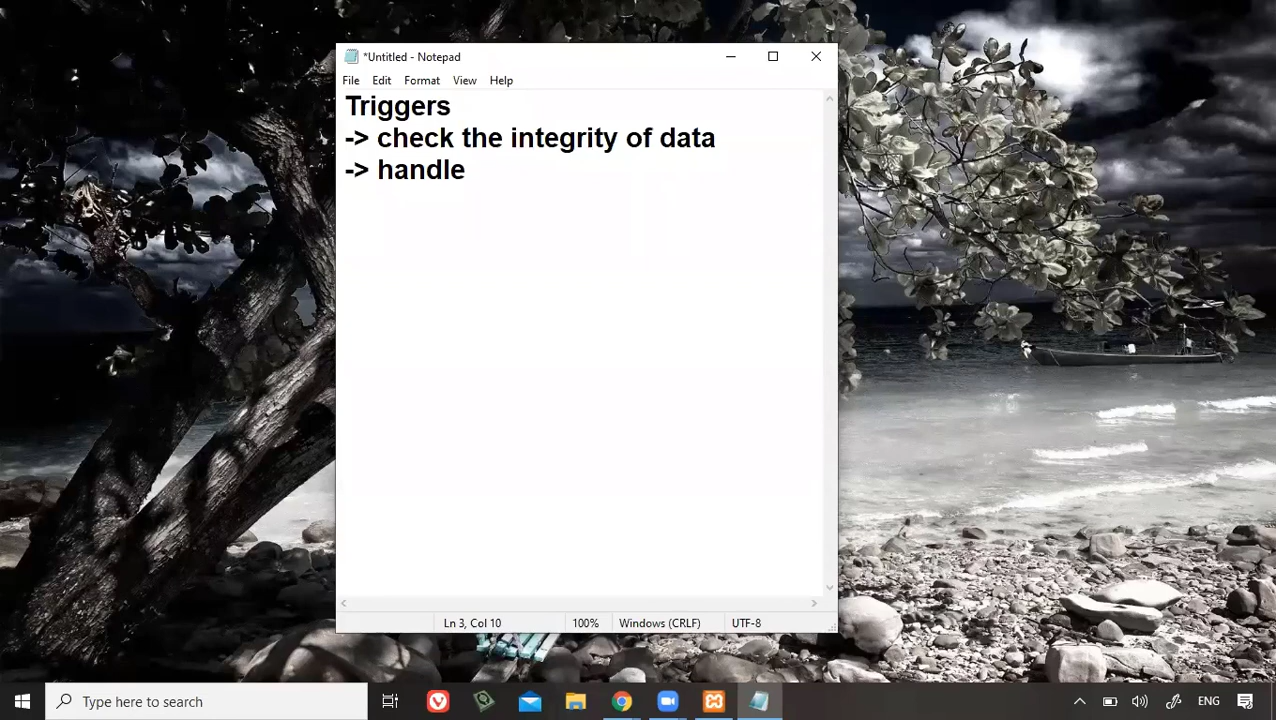 *Untitled - Notepad
File Edit Format View Help
Triggers
-> check the integrity of data
-> handle
Ln 3, Col 10 100% Windows (CRLF) UTF-8
Type here to search
ENG